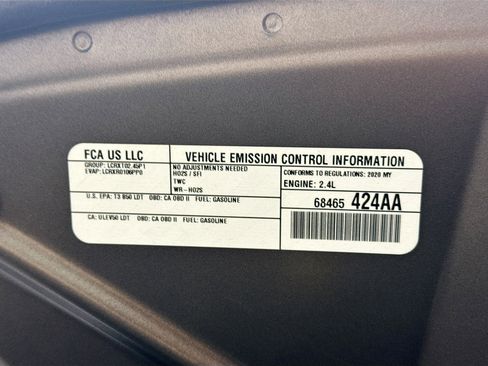 FCA US LLC
GROUP: LCRXT02.45P1
EVAP: LCRXR0106PP0
VEHICLE EMISSION CONTROL INFORMATION
NO ADJUSTMENTS NEEDED
HO2S / SFI
TWC
WR-HO2S
CONFORMS TO REGULATIONS: 2020 MY
ENGINE: 2.4L
U.S. EPA: T3 B50 LDT OBD: CA OBD II FUEL: GASOLINE
CA: ULEV50 LDT OBD: CA OBD II FUEL: GASOLINE
68465 424AA